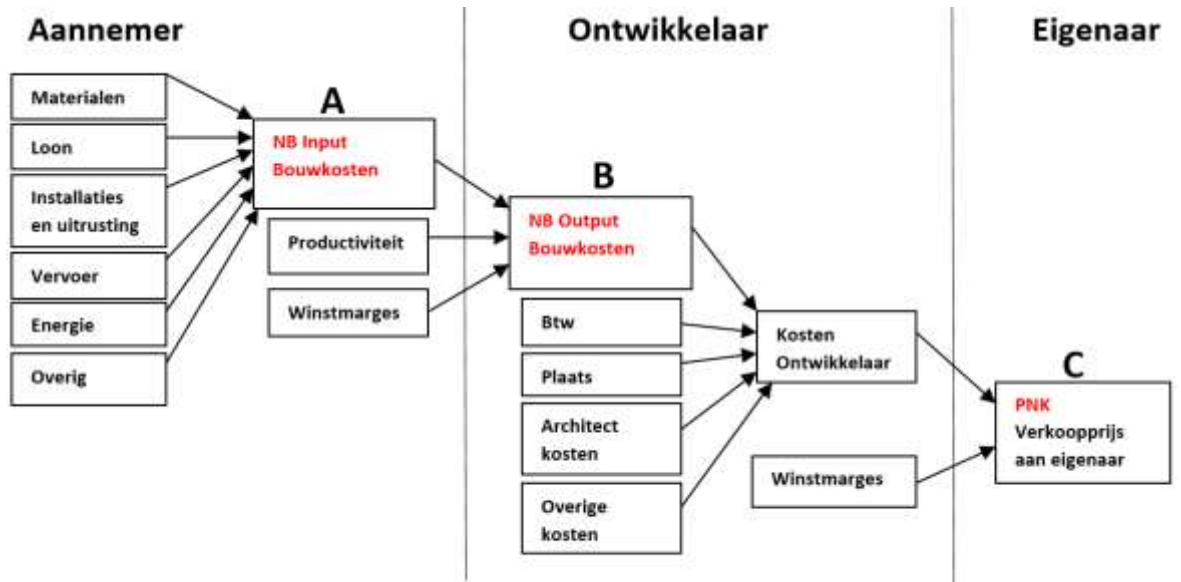 Aannemer
Ontwikkelaar
Eigenaar
Materialen
Loon
Installaties
en uitrusting
Vervoer
Energie
Overig
A
NB Input
Bouwkosten
Productiviteit
Winstmarges
B
NB Output
Bouwkosten
Btw
Plaats
Architect
kosten
Overige
kosten
Kosten
Ontwikkelaar
Winstmarges
C
PNK
Verkoopprijs
aan eigenaar